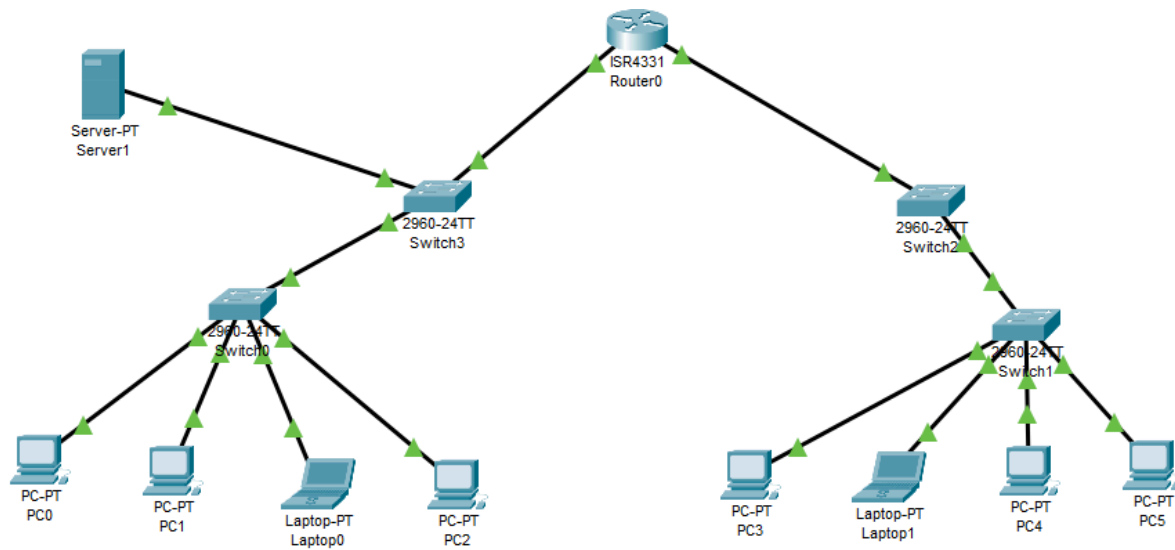 ISR4331
Router0
Server-PT
Server1
2960-24TT
Switch3
2960-24TT
Switch2
2960-24TT
Switch0
2960-24TT
Switch1
PC-PT
PC0
PC-PT
PC1
Laptop-PT
Laptop0
PC-PT
PC2
PC-PT
PC3
Laptop-PT
Laptop1
PC-PT
PC4
PC-PT
PC5